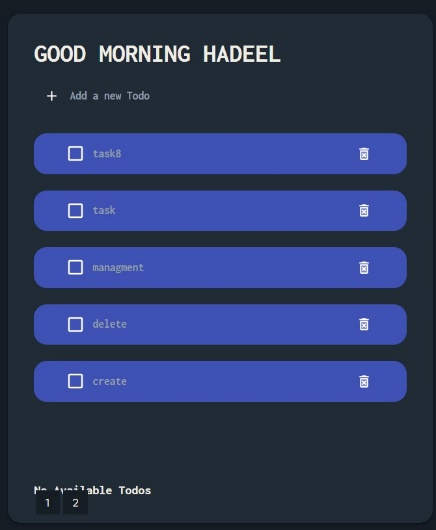 GOOD MORNING HADEEL
+ Add a new Todo
task8
task
managment
delete
create
No Available Todos
1 2